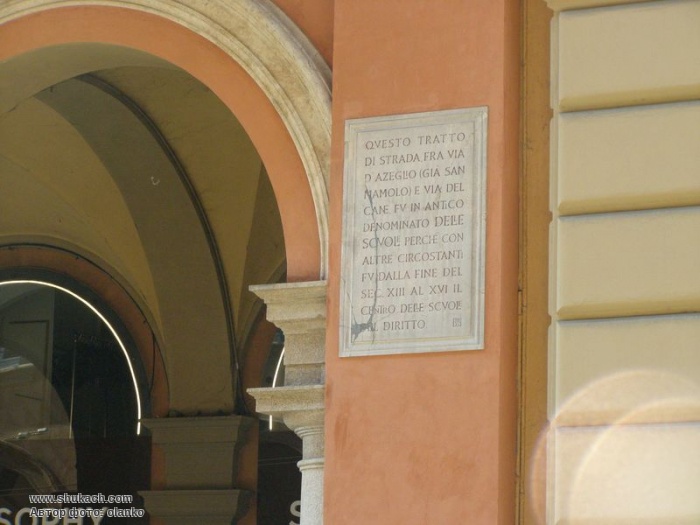 QVESTO TRATTO
DI STRADA FRA VIA
D'AZEGLIO (GIA SAN
MAMOLO) E VIA DEL
CANE FV IN ANTICO
DENOMINATO DELLE
SCVOLE PERCHÈ CON
ALTRE CIRCOSTANTI
FV DALLA FINE DEL
SEC. XIII AL XVI IL
CENTRO DELLE SCVOLE
DI DIRITTO
SOPHY
S
www.shukach.com
Автор фото: olanko